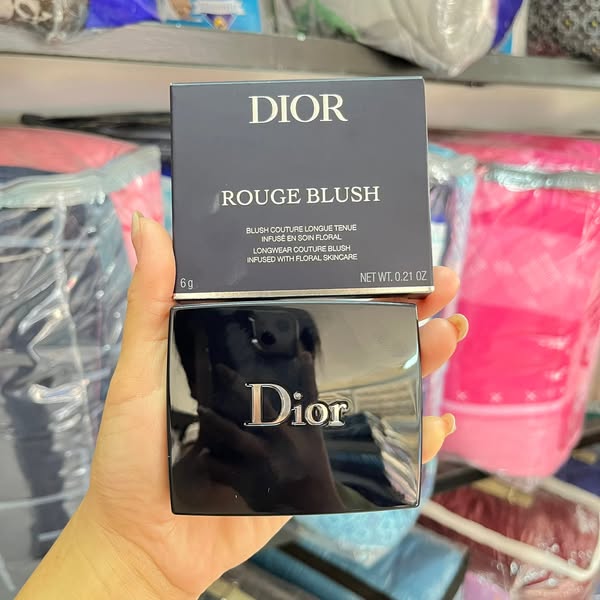 DIOR
ROUGE BLUSH
BLUSH COUTURE LONGUE TENUE
INFUSÉ EN SOIN FLORAL
LONGWEAR COUTURE BLUSH
INFUSED WITH FLORAL SKINCARE
6 g NET WT. 0.21 OZ
Dior